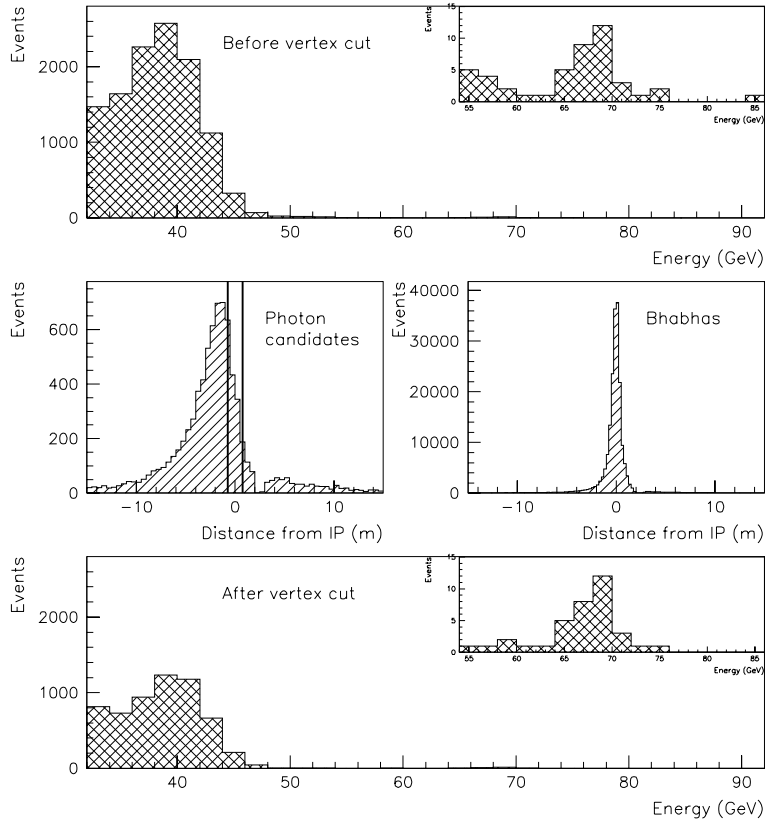 Events
2000
1000
0
Before vertex cut
40 50 60 70 80 90
Energy (GeV)
Events
15
10
5
0
55 60 65 70 75 80 85
Energy (GeV)
Events
600
400
200
0
Photon
candidates
−10 0 10
Distance from IP (m)
Events
40000
30000
20000
10000
0
Bhabhas
−10 0 10
Distance from IP (m)
Events
2000
1000
0
After vertex cut
40 50 60 70 80 90
Energy (GeV)
Events
15
10
5
0
55 60 65 70 75 80 85
Energy (GeV)